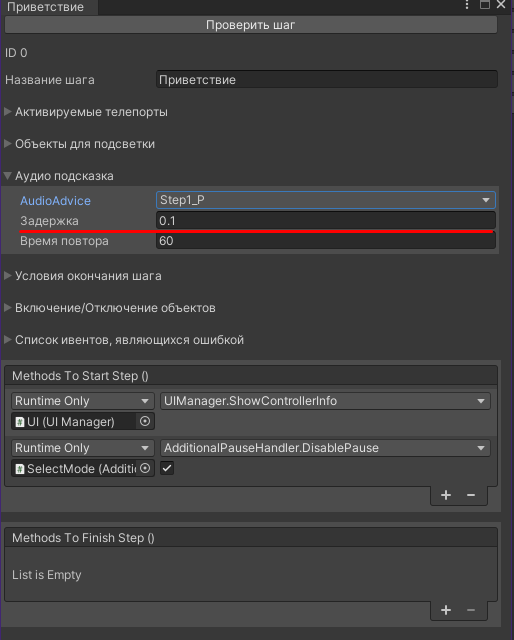 Приветствие
Проверить шаг
ID 0
Название шага Приветствие
Активируемые телепорты
Объекты для подсветки
Аудио подсказка
AudioAdvice Step1_P
Задержка 0.1
Время повтора 60
Условия окончания шага
Включение/Отключение объектов
Список ивентов, являющихся ошибкой
Methods To Start Step ()
Runtime Only UIManager.ShowControllerInfo
UI (UI Manager)
Runtime Only AdditionalPauseHandler.DisablePause
SelectMode (Additio
Methods To Finish Step ()
List is Empty